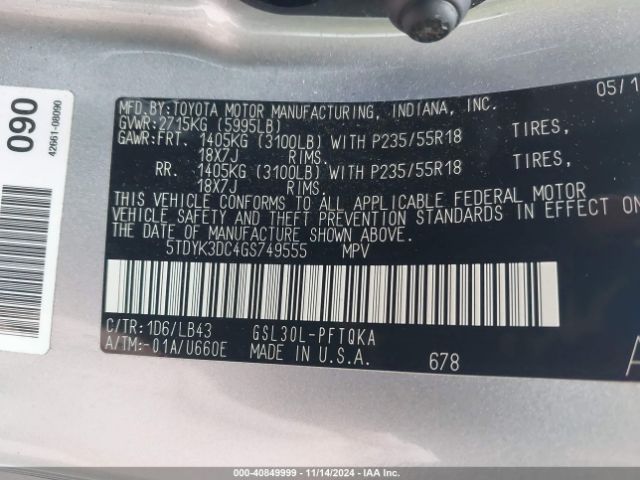 090
42661-08090
05/1
MFD.BY:TOYOTA MOTOR MANUFACTURING, INDIANA, INC.
GVWR:2715KG (5995LB)
GAWR:FRT. 1405KG (3100LB) WITH P235/55R18 TIRES,
18X7J RIMS.
RR. 1405KG (3100LB) WITH P235/55R18 TIRES,
18X7J RIMS.
THIS VEHICLE CONFORMS TO ALL APPLICABLE FEDERAL MOTOR
VEHICLE SAFETY AND THEFT PREVENTION STANDARDS IN EFFECT ON
THE DATE OF MANUFACTURE SHOWN ABOVE.
5TDYK3DC4GS749555 MPV
C/TR:1D6/LB43 GSL30L-PFTQKA
A/TM:-01A/U660E MADE IN U.S.A. 678
A
000-40849999 - 11/14/2024 - IAA Inc.